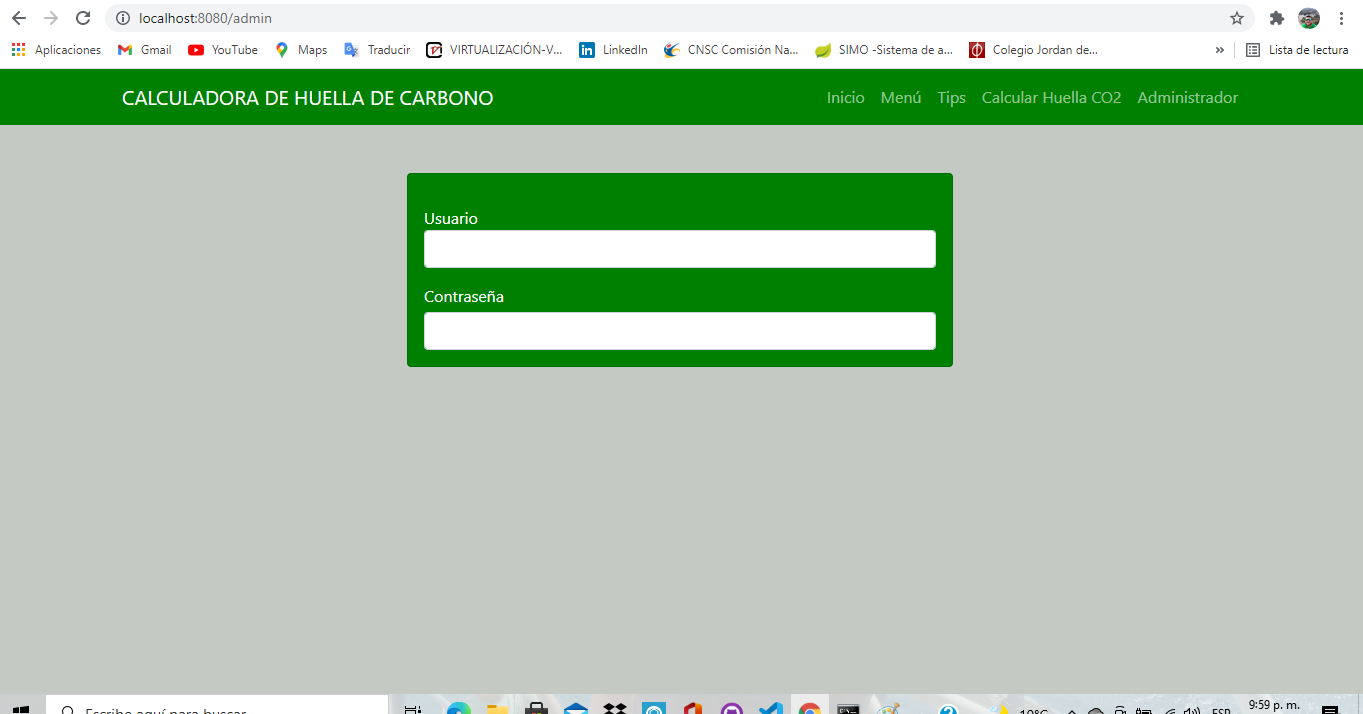 localhost:8080/admin
Aplicaciones Gmail YouTube Maps Traducir VIRTUALIZACIÓN-V... LinkedIn CNSC Comisión Na... SIMO -Sistema de a... Colegio Jordan de... » Lista de lectura
CALCULADORA DE HUELLA DE CARBONO Inicio Menú Tips Calcular Huella CO2 Administrador
Usuario
Contraseña
Escribe aquí para buscar 19°C ESP 9:59 p. m.